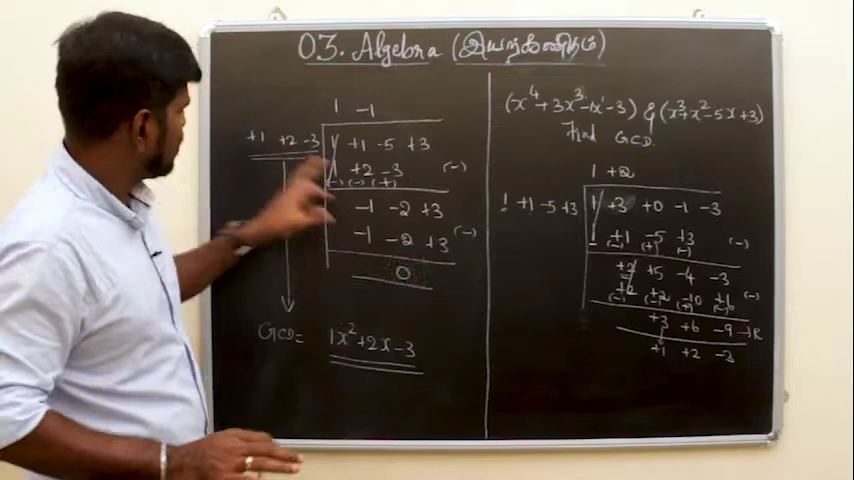 03. Algebra (இயற்கணிதம்)
1 -1
+1 +2 -3
1 +1 -5 +3
+2 -3 (-)
(-) (-) (+)
-1 -2 +3
-1 -2 +3 (-)
0
GCD = 1x²+2x-3
(x⁴+3x³-x-3) & (x³+x²-5x+3)
Find GCD.
1 +2
1 +1 -5 +3
1 +3 +0 -1 -3
+1 -5 +3 (-)
(-) (+) (-)
+2 +5 -4 -3
+2 +2 -10 +6 (-)
(-) (-) (+) (-)
+3 +6 -9 → R
+1 +2 -3